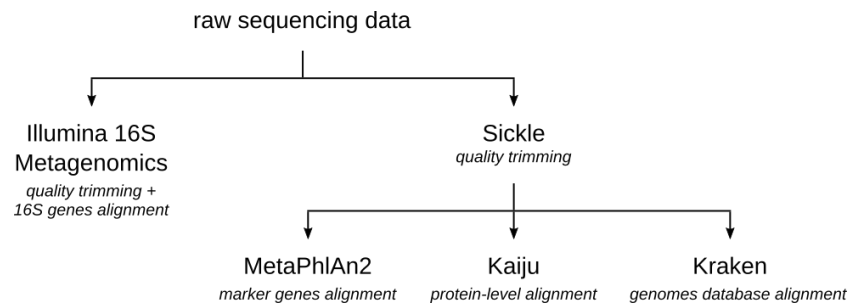 raw sequencing data
Illumina 16S
Metagenomics
quality trimming +
16S genes alignment
Sickle
quality trimming
MetaPhlAn2
marker genes alignment
Kaiju
protein-level alignment
Kraken
genomes database alignment